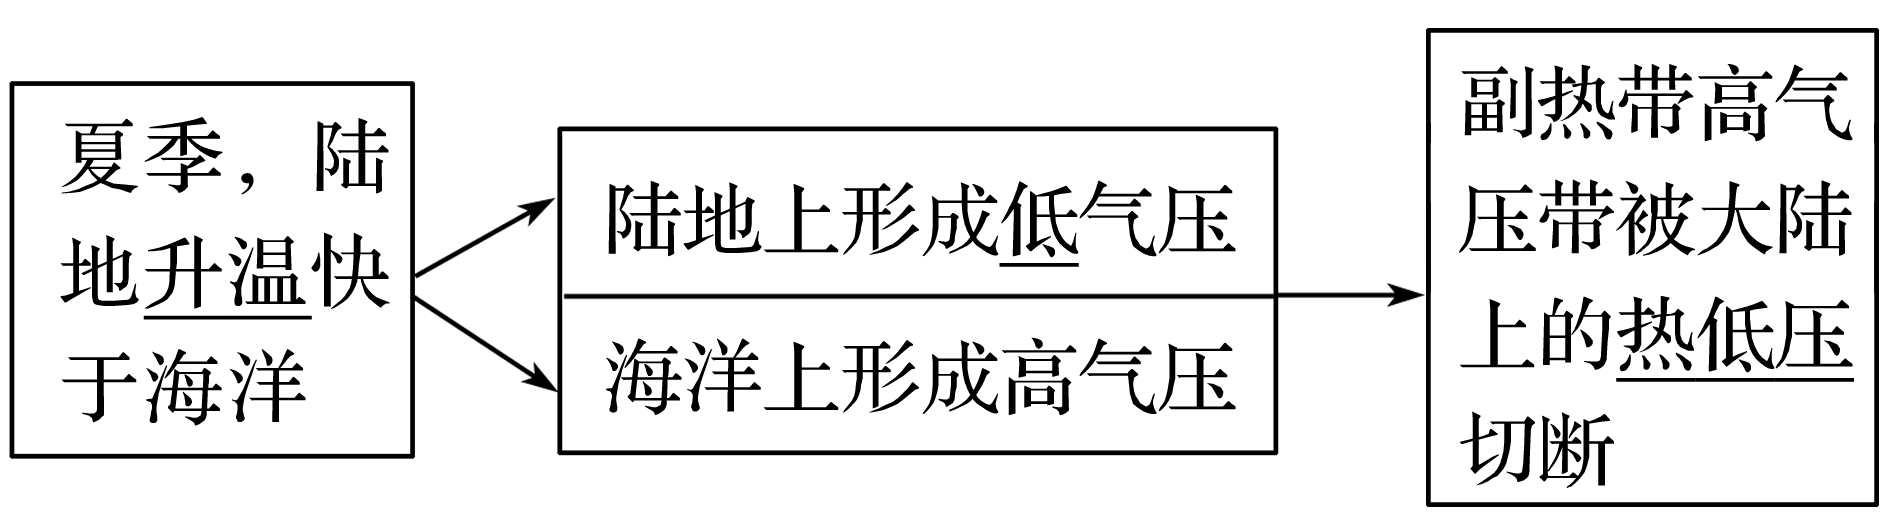 夏季，陆
地升温快
于海洋
陆地上形成低气压
海洋上形成高气压
副热带高气
压带被大陆
上的热低压
切断